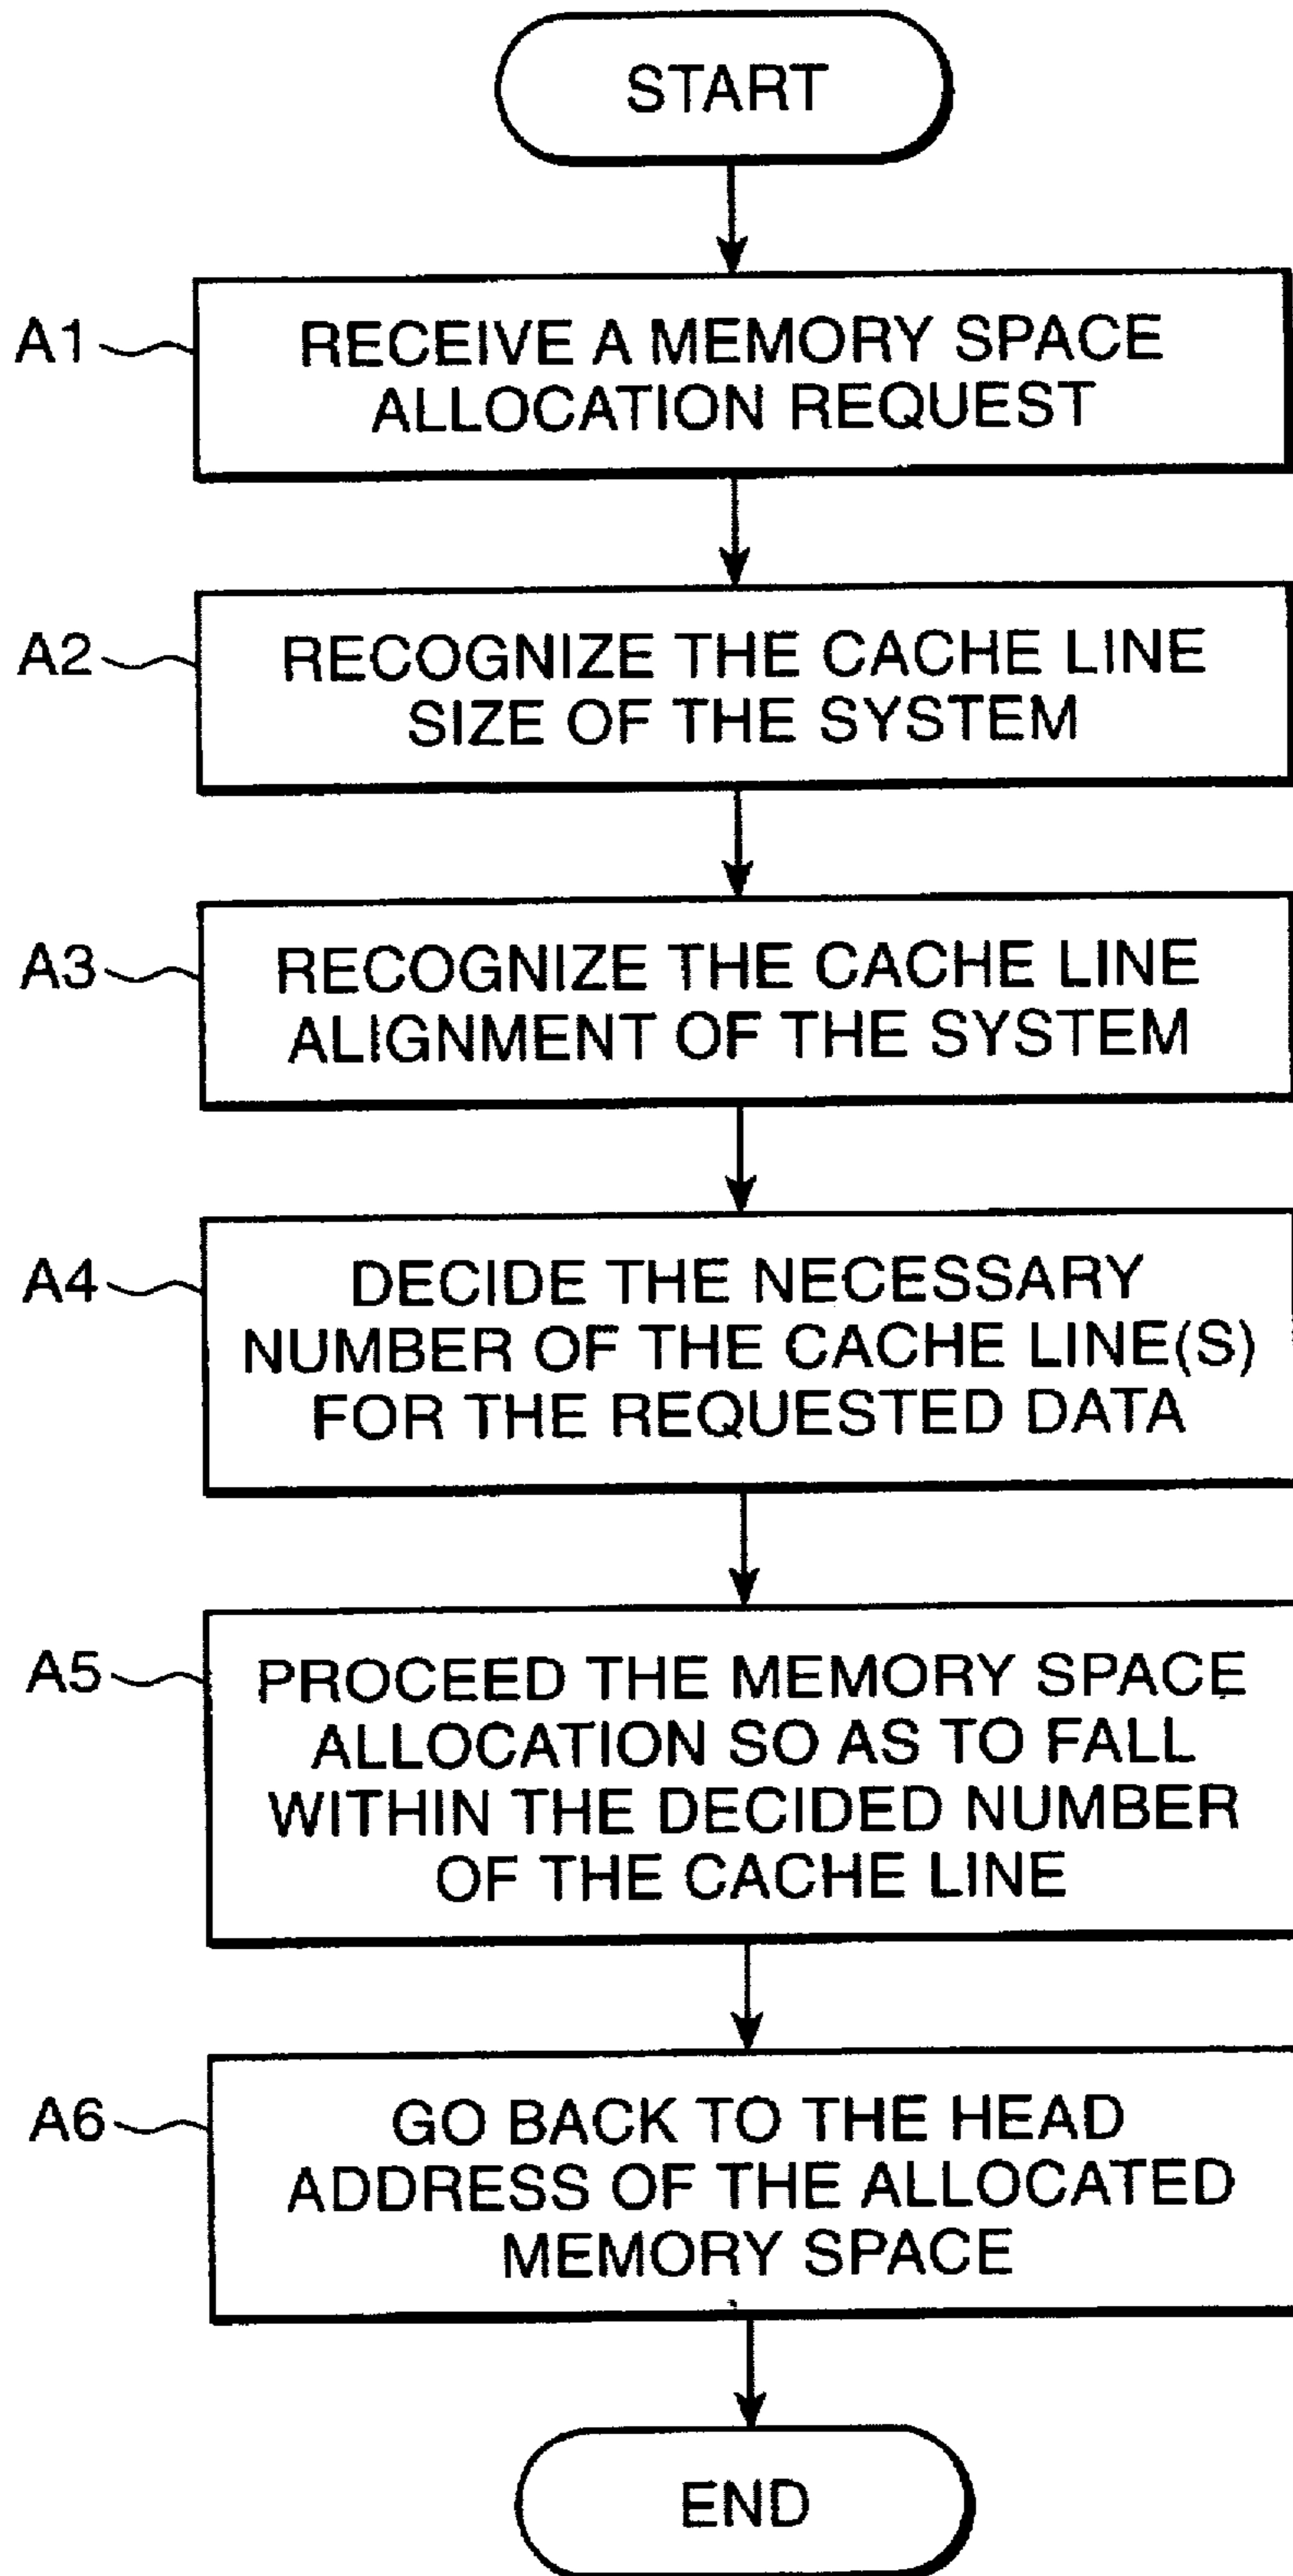 START
A1
RECEIVE A MEMORY SPACE
ALLOCATION REQUEST
A2
RECOGNIZE THE CACHE LINE
SIZE OF THE SYSTEM
A3
RECOGNIZE THE CACHE LINE
ALIGNMENT OF THE SYSTEM
A4
DECIDE THE NECESSARY
NUMBER OF THE CACHE LINE(S)
FOR THE REQUESTED DATA
A5
PROCEED THE MEMORY SPACE
ALLOCATION SO AS TO FALL
WITHIN THE DECIDED NUMBER
OF THE CACHE LINE
A6
GO BACK TO THE HEAD
ADDRESS OF THE ALLOCATED
MEMORY SPACE
END